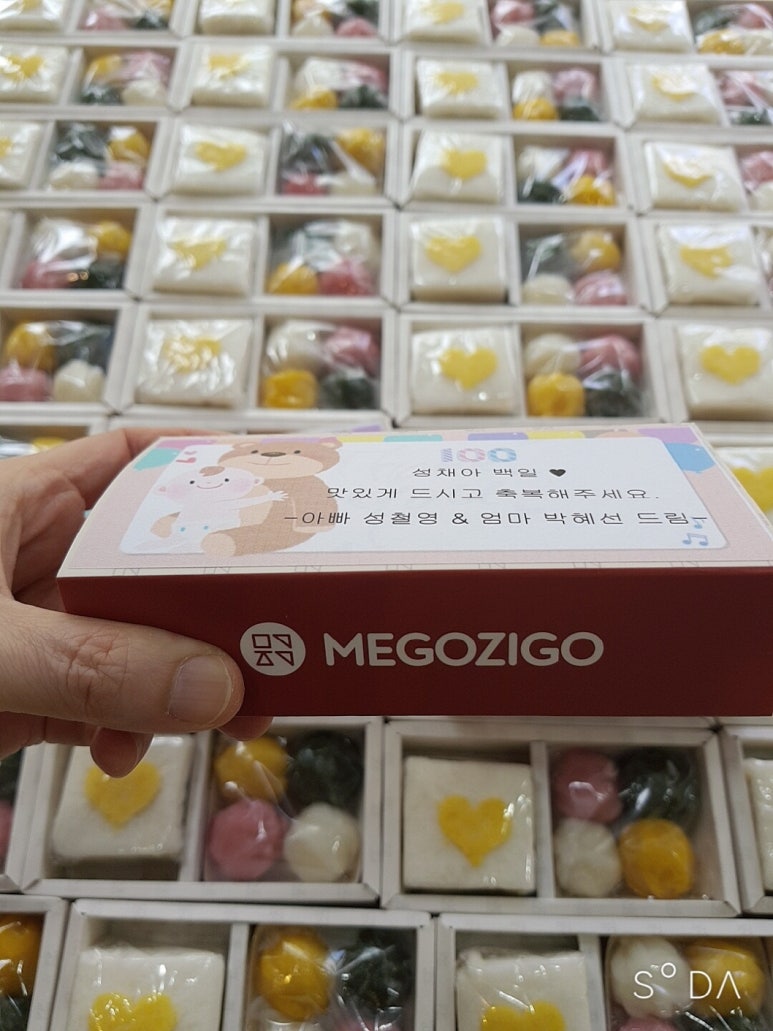 100
성채아 백일 ♥
맛있게 드시고 축복해주세요.
-아빠 성철영 & 엄마 박혜선 드림-
MEGOZIGO
SODA